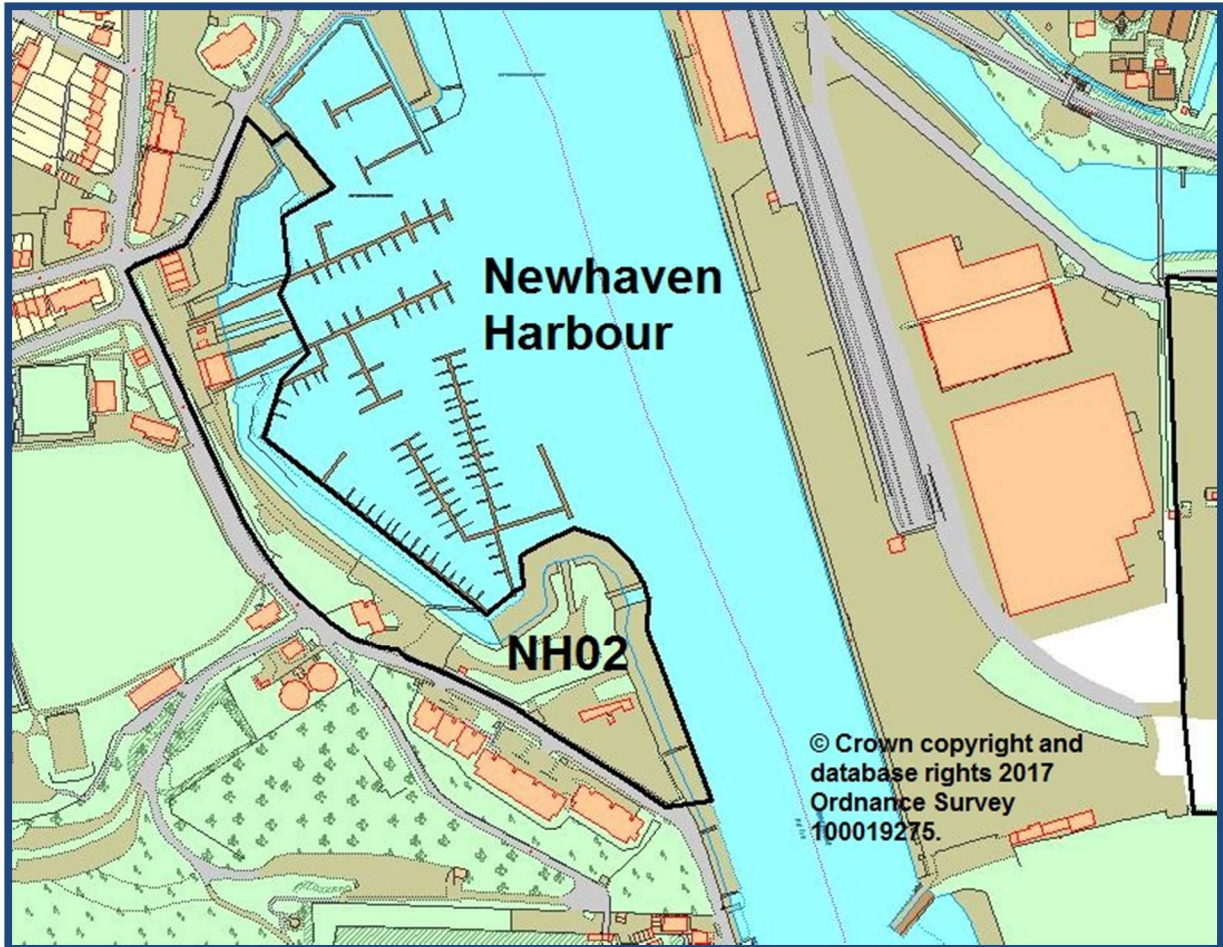 Newhaven
Harbour
NH02
© Crown copyright and
database rights 2017
Ordnance Survey
100019275.